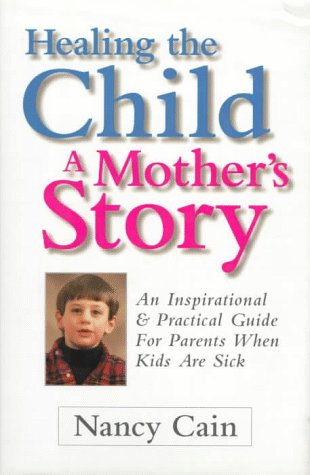 Healing the
Child
A Mother's
Story
An Inspirational
& Practical Guide
For Parents When
Kids Are Sick
Nancy Cain